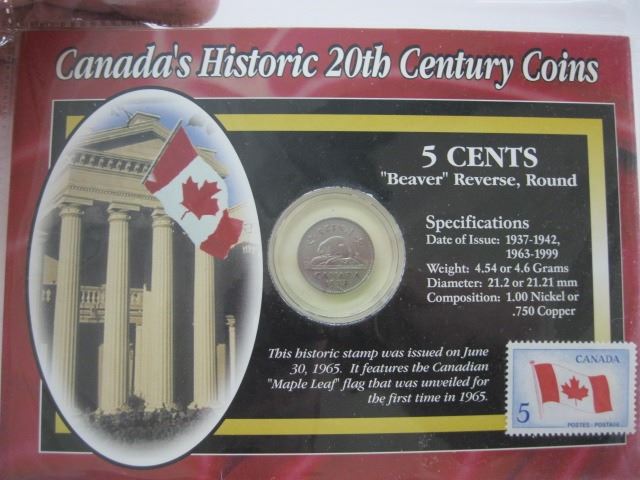 Canada's Historic 20th Century Coins
5 CENTS
"Beaver" Reverse, Round
Specifications
Date of Issue: 1937-1942,
1963-1999
Weight: 4.54 or 4.6 Grams
Diameter: 21.2 or 21.21 mm
Composition: 1.00 Nickel or
.750 Copper
5 CENTS
CANADA
This historic stamp was issued on June
30, 1965. It features the Canadian
"Maple Leaf" flag that was unveiled for
the first time in 1965.
CANADA
5
POSTES · POSTAGE